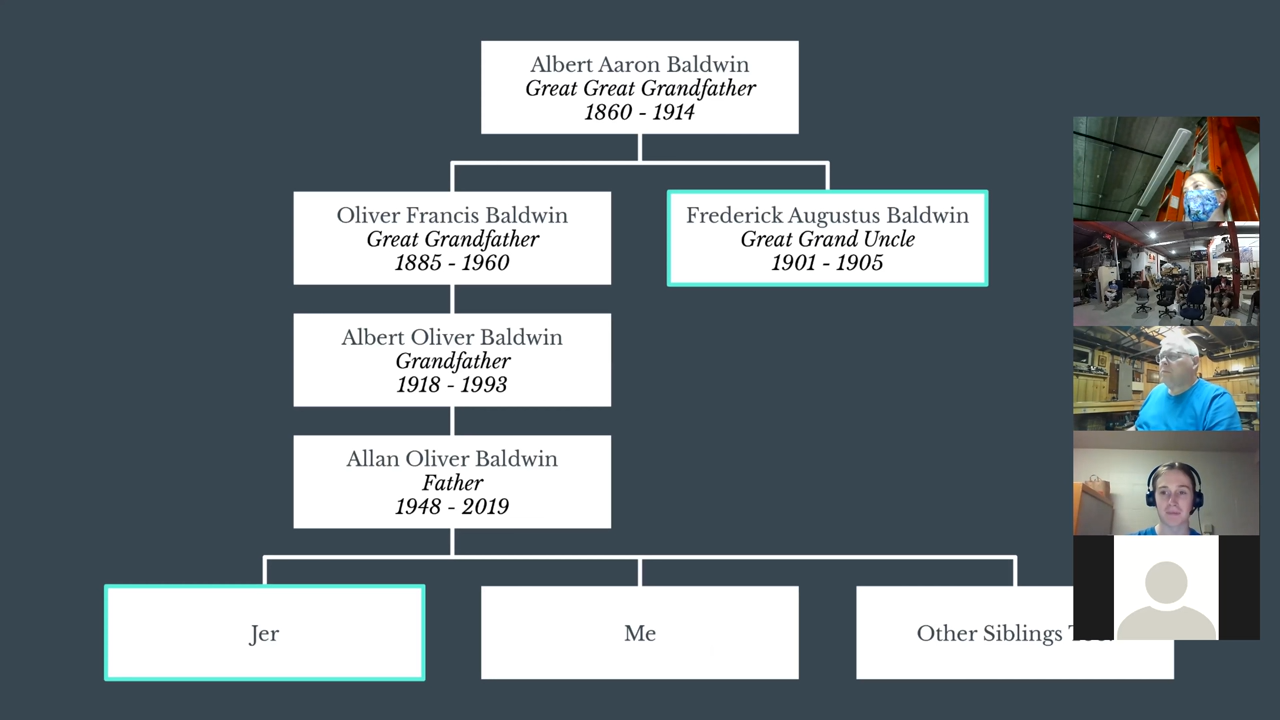 Albert Aaron Baldwin
Great Great Grandfather
1860 - 1914
Oliver Francis Baldwin
Great Grandfather
1885 - 1960
Frederick Augustus Baldwin
Great Grand Uncle
1901 - 1905
Albert Oliver Baldwin
Grandfather
1918 - 1993
Allan Oliver Baldwin
Father
1948 - 2019
Jer
Me
Other Siblings